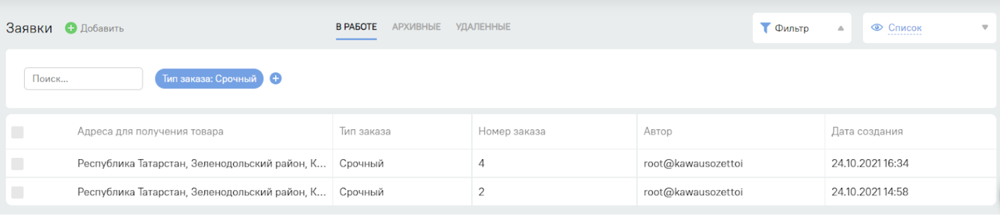 Заявки Добавить В РАБОТЕ АРХИВНЫЕ УДАЛЕННЫЕ Фильтр Список
Поиск... Тип заказа: Срочный
Адреса для получения товара Тип заказа Номер заказа Автор Дата создания
Республика Татарстан, Зеленодольский район, К... Срочный 4 root@kawausozettoi 24.10.2021 16:34
Республика Татарстан, Зеленодольский район, К... Срочный 2 root@kawausozettoi 24.10.2021 14:58